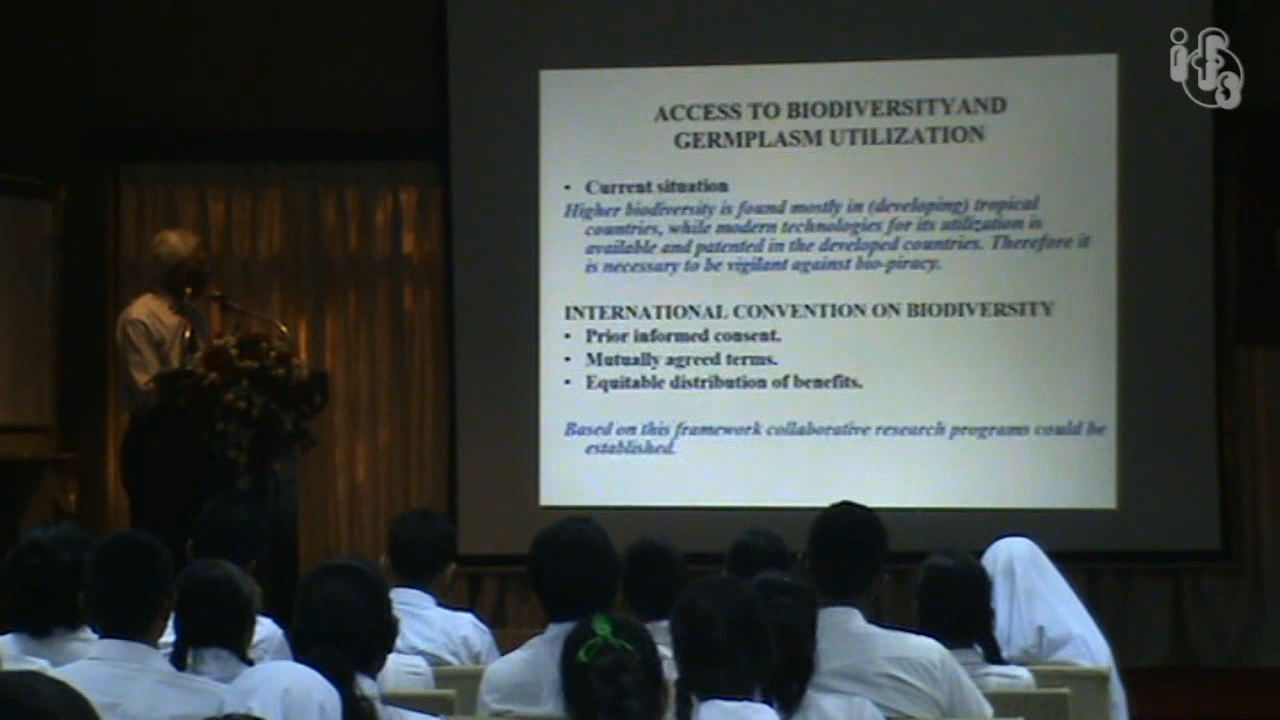 ACCESS TO BIODIVERSITY AND
GERMPLASM UTILIZATION
• Current situation
Higher biodiversity is found mostly in (developing) tropical
countries, while modern technologies for its utilization is
available and patented in the developed countries. Therefore it
is necessary to be vigilant against bio-piracy.
INTERNATIONAL CONVENTION ON BIODIVERSITY
• Prior informed consent.
• Mutually agreed terms.
• Equitable distribution of benefits.
Based on this framework collaborative research programs could be
established.